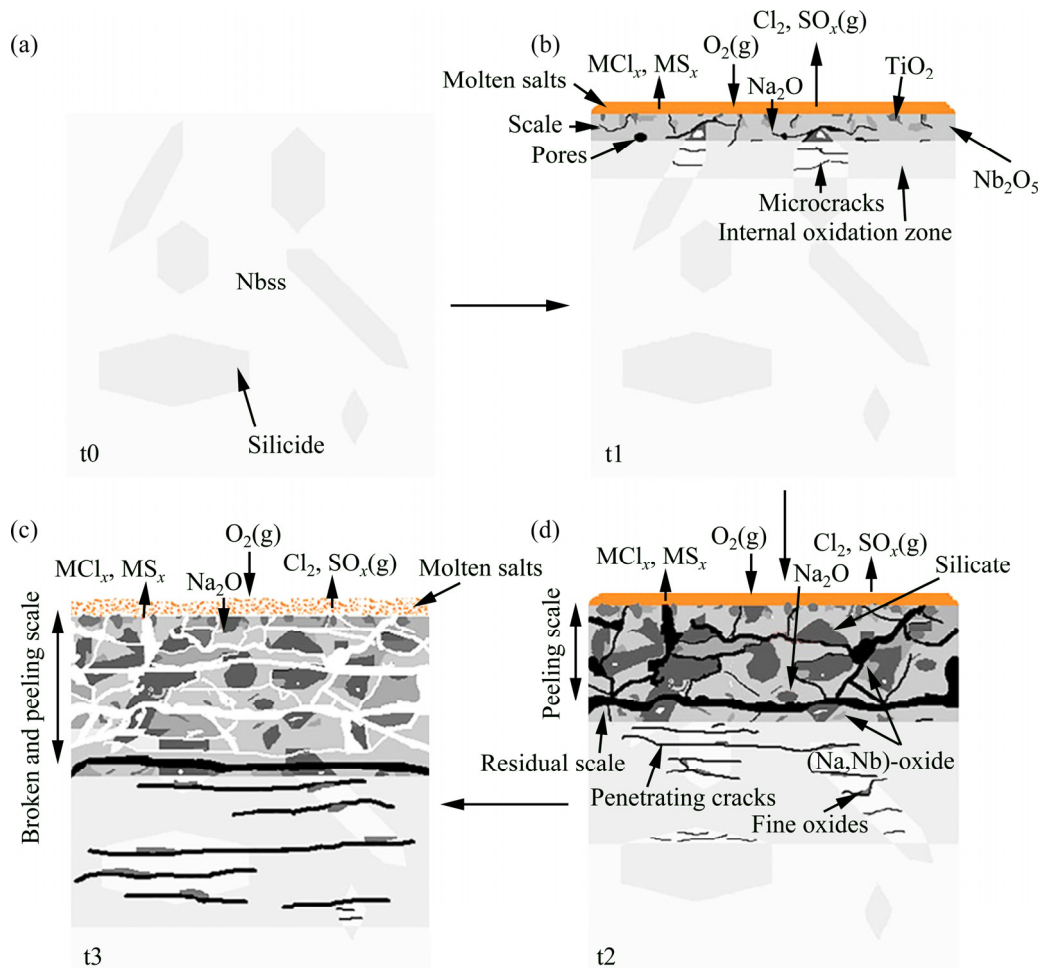 (a)
Nbss
Silicide
t0
(b)
Cl₂, SOₓ(g)
O₂(g)
MClₓ, MSₓ
Na₂O
TiO₂
Molten salts
Scale
Pores
Nb₂O₅
Microcracks
Internal oxidation zone
t1
(c)
O₂(g)
MClₓ, MSₓ
Na₂O
Cl₂, SOₓ(g)
Molten salts
Broken and peeling scale
t3
(d)
O₂(g)
Cl₂, SOₓ(g)
MClₓ, MSₓ
Na₂O
Silicate
Peeling scale
(Na,Nb)-oxide
Residual scale
Penetrating cracks
Fine oxides
t2